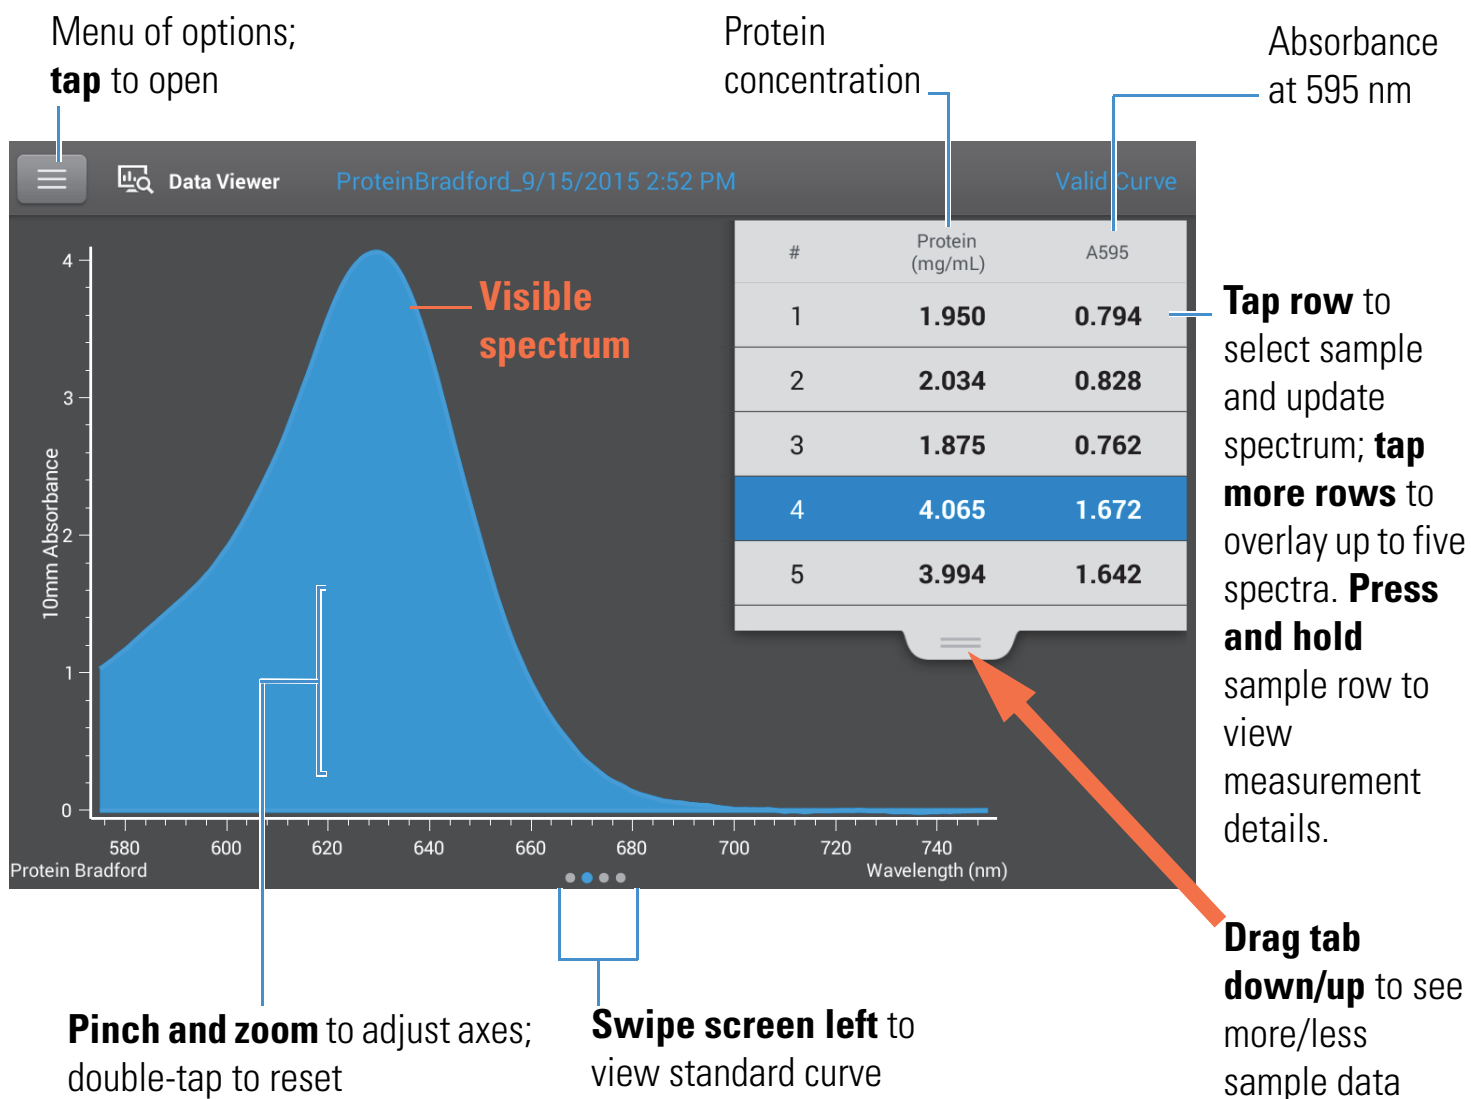 Menu of options;
tap to open
Protein
concentration
Absorbance
at 595 nm
Data Viewer
ProteinBradford_9/15/2015 2:52 PM
Valid Curve
# Protein (mg/mL) A595
1 1.950 0.794
2 2.034 0.828
3 1.875 0.762
4 4.065 1.672
5 3.994 1.642
Visible
spectrum
10mm Absorbance
4
3
2
1
0
580 600 620 640 660 680 700 720 740
Protein Bradford
Wavelength (nm)
Tap row to
select sample
and update
spectrum; tap
more rows to
overlay up to five
spectra. Press
and hold
sample row to
view
measurement
details.
Drag tab
down/up to see
more/less
sample data
Pinch and zoom to adjust axes;
double-tap to reset
Swipe screen left to
view standard curve